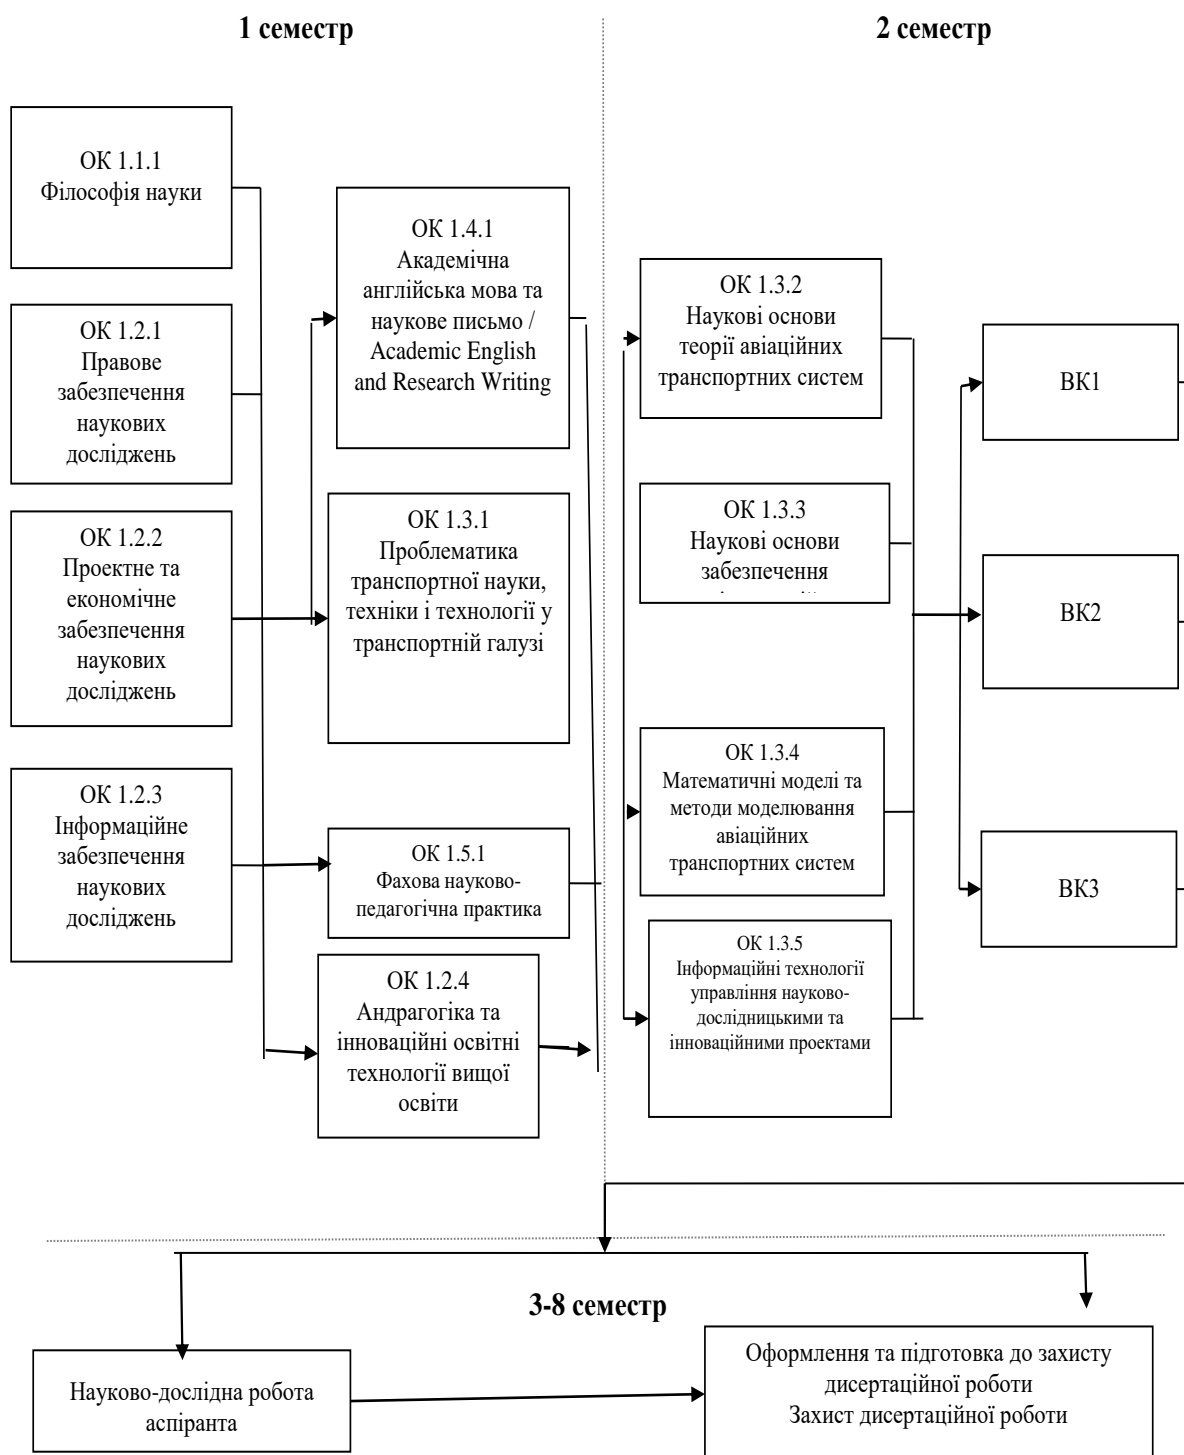 1 семестр
2 семестр
ОК 1.1.1
Філософія науки
ОК 1.2.1
Правове
забезпечення
наукових
досліджень
ОК 1.2.2
Проектне та
економічне
забезпечення
наукових
досліджень
ОК 1.2.3
Інформаційне
забезпечення
наукових
досліджень
ОК 1.4.1
Академічна
англійська мова та
наукове письмо /
Academic English
and Research Writing
ОК 1.3.1
Проблематика
транспортної науки,
техніки і технології у
транспортній галузі
ОК 1.5.1
Фахова науково-
педагогічна практика
ОК 1.2.4
Андрагогіка та
інноваційні освітні
технології вищої
освіти
ОК 1.3.2
Наукові основи
теорії авіаційних
транспортних систем
ОК 1.3.3
Наукові основи
забезпечення
ОК 1.3.4
Математичні моделі та
методи моделювання
авіаційних
транспортних систем
ОК 1.3.5
Інформаційні технології
управління науково-
дослідницькими та
інноваційними проектами
ВК1
ВК2
ВК3
3-8 семестр
Науково-дослідна робота
аспіранта
Оформлення та підготовка до захисту
дисертаційної роботи
Захист дисертаційної роботи